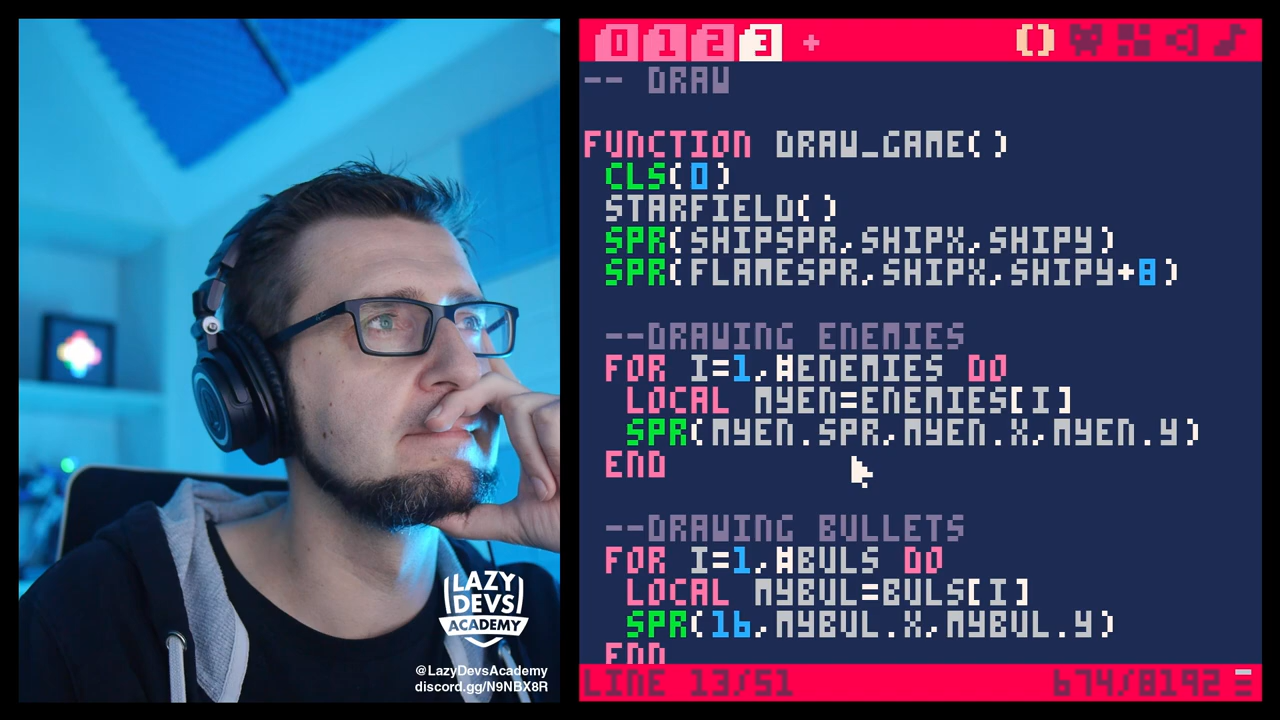 LAZY
DEVS
ACADEMY
@LazyDevsAcademy
discord.gg/N9NBX8R
0 1 2 3 +
-- DRAW
FUNCTION DRAW_GAME()
CLS(0)
STARFIELD()
SPR(SHIPSPR,SHIPX,SHIPY)
SPR(FLAMESPR,SHIPX,SHIPY+8)
--DRAWING ENEMIES
FOR I=1,#ENEMIES DO
LOCAL MYEN=ENEMIES[I]
SPR(MYEN.SPR,MYEN.X,MYEN.Y)
END
--DRAWING BULLETS
FOR I=1,#BULS DO
LOCAL MYBUL=BULS[I]
SPR(16,MYBUL.X,MYBUL.Y)
END
LINE 13/51
674/8192